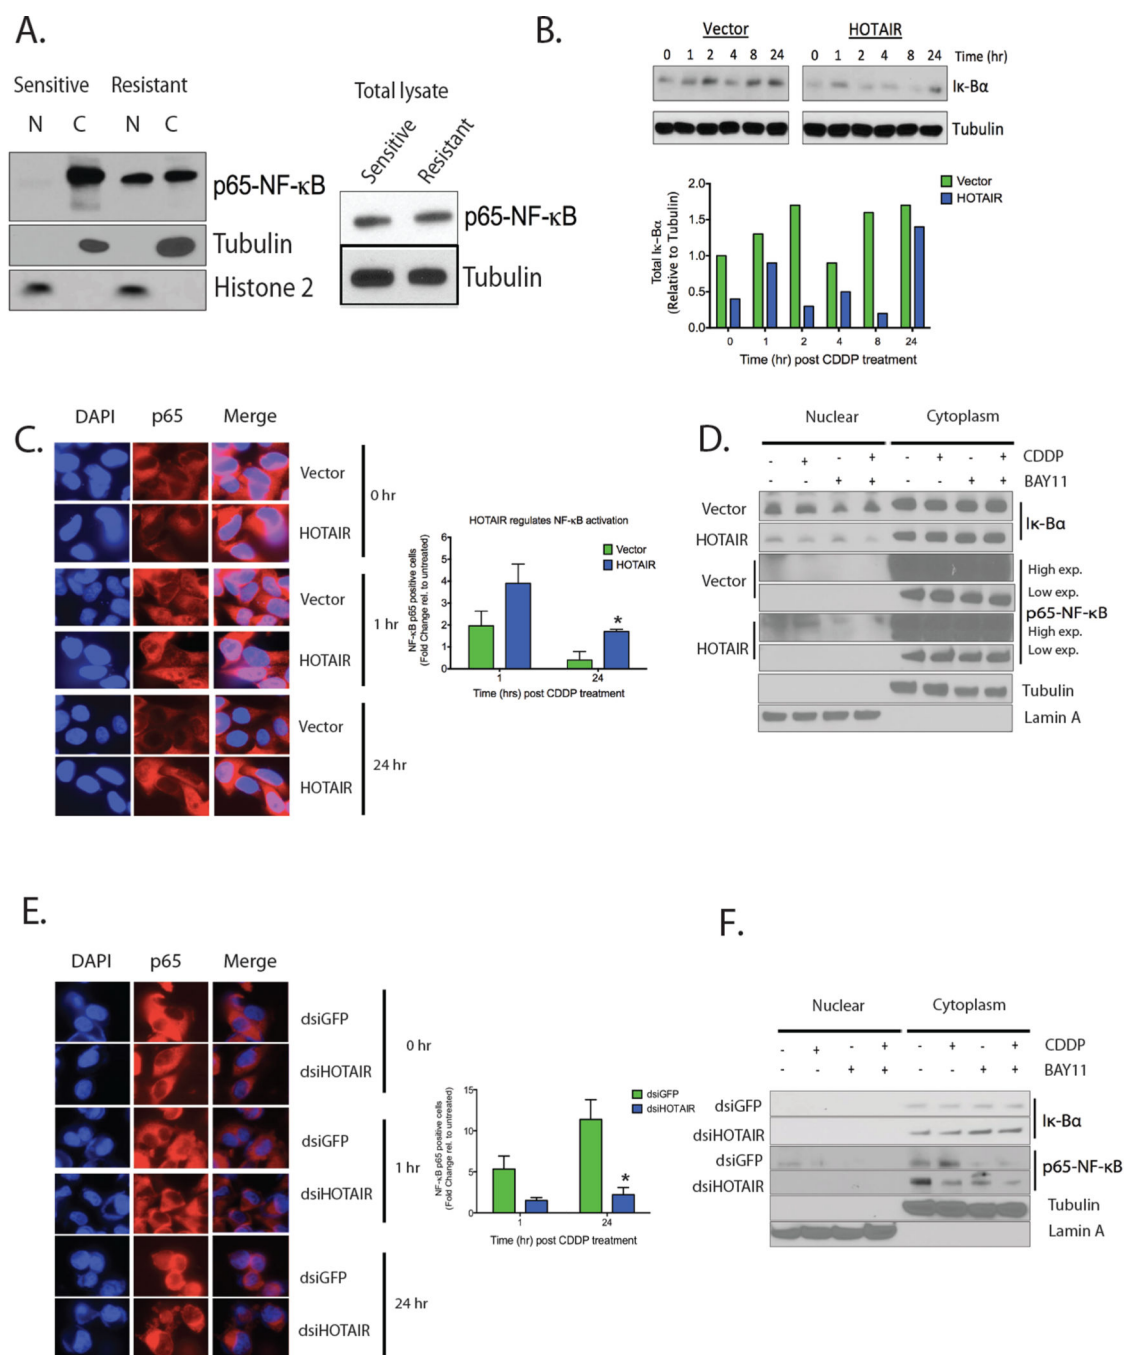 A.
Sensitive Resistant
N C N C
p65-NF-κB
Tubulin
Histone 2
Total lysate
Sensitive
Resistant
p65-NF-κB
Tubulin
B.
Vector HOTAIR
0 1 2 4 8 24 0 1 2 4 8 24 Time (hr)
Iκ-Bα
Tubulin
Total Iκ-Bα
(Relative to Tubulin)
2.0
1.5
1.0
0.5
0.0
0 1 2 4 8 24
Time (hr) post CDDP treatment
Vector
HOTAIR
C.
DAPI p65 Merge
Vector
HOTAIR
0 hr
Vector
HOTAIR
1 hr
Vector
HOTAIR
24 hr
HOTAIR regulates NF-κB activation
NF-κB p65 positive cells
(Fold Change rel. to untreated)
6
5
4
3
2
1
0
Vector
HOTAIR
*
1 24
Time (hrs) post CDDP treatment
D.
Nuclear Cytoplasm
- + - + - + - + CDDP
- - + + - - + + BAY11
Vector
HOTAIR
Iκ-Bα
Vector
High exp.
Low exp.
p65-NF-κB
HOTAIR
High exp.
Low exp.
Tubulin
Lamin A
E.
DAPI p65 Merge
dsiGFP
dsiHOTAIR
0 hr
dsiGFP
dsiHOTAIR
1 hr
dsiGFP
dsiHOTAIR
24 hr
NF-κB p65 positive cells
(Fold Change rel. to untreated)
15
10
5
0
dsiGFP
dsiHOTAIR
*
1 24
Time (hr) post CDDP treatment
F.
Nuclear Cytoplasm
- + - + - + - + CDDP
- - + + - - + + BAY11
dsiGFP
dsiHOTAIR
Iκ-Bα
dsiGFP
dsiHOTAIR
p65-NF-κB
Tubulin
Lamin A